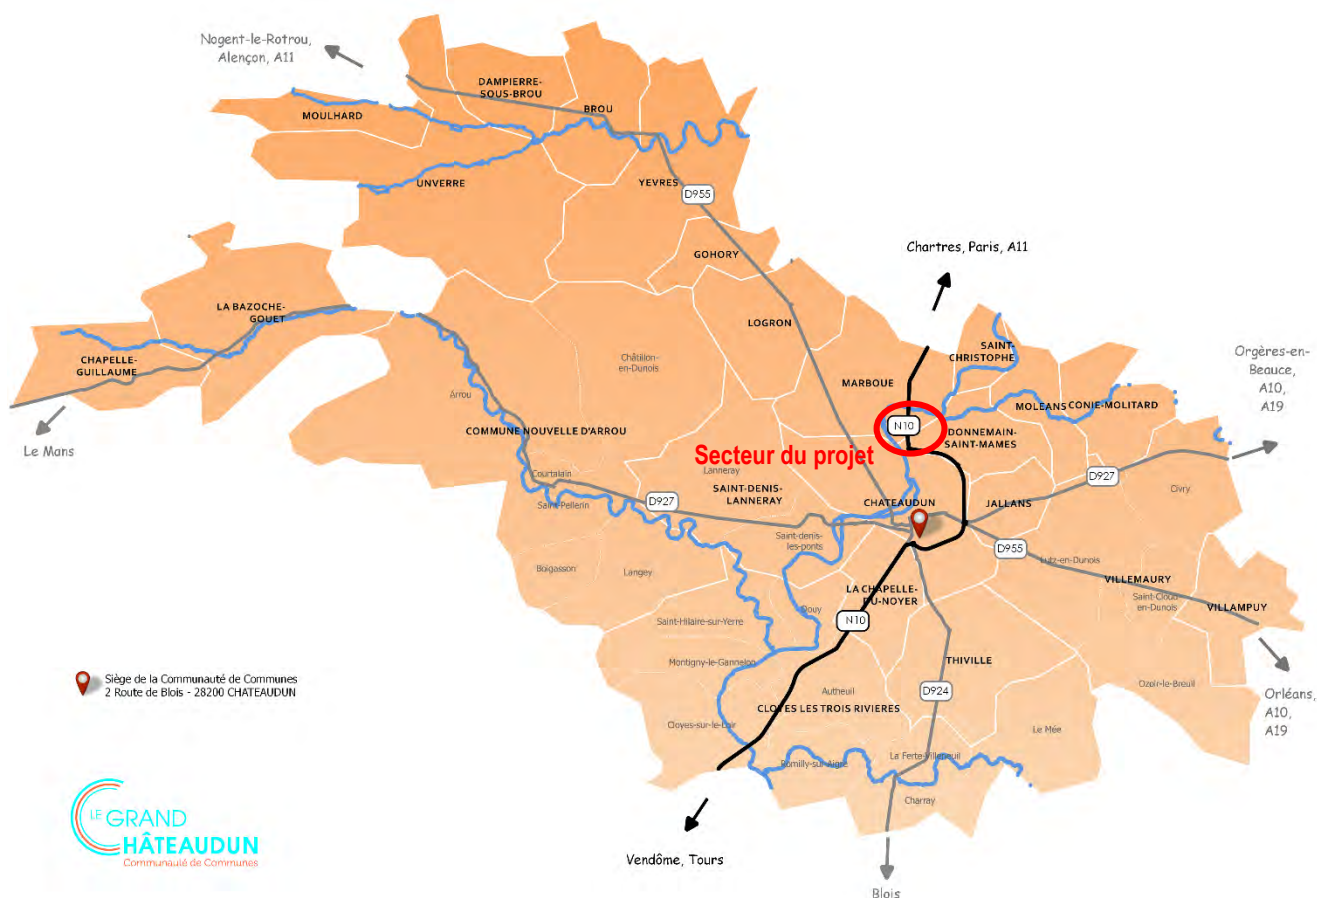 Nogent-le-Rotrou,
Alençon, A11
DAMPIERRE-
SOUS-BROU
BROU
MOULHARD
UNVERRE
YEVRES
D955
GOHORY
Chartres, Paris, A11
LA BAZOCHE-
GOUET
LOGRON
SAINT-
CHRISTOPHE
CHAPELLE-
GUILLAUME
Châtillon-
en-Dunois
MARBOUE
Orgères-en-
Beauce,
A10,
A19
Arrou
MOLEANS
CONIE-MOLITARD
Le Mans
COMMUNE NOUVELLE D'ARROU
N10
DONNEMAIN-
SAINT-MAMES
Secteur du projet
Lanneray
Courtalain
SAINT-DENIS-
LANNERAY
D927
Civry
Saint-Pellerin
D927
CHATEAUDUN
JALLANS
Saint-denis-
les-ponts
D955
Lutz-en-Dunois
Boigasson
Langey
VILLEMAURY
LA CHAPELLE-
DU-NOYER
Saint-Cloud-
en-Dunois
VILLAMPUY
Douy
Saint-Hilaire-sur-Yerre
N10
Montigny-le-Gannelon
THIVILLE
Siège de la Communauté de Communes
2 Route de Blois - 28200 CHATEAUDUN
Autheuil
D924
Ozoir-le-Breuil
Orléans,
A10,
A19
CLOYES LES TROIS RIVIERES
Cloyes-sur-le-Loir
Le Mée
La Ferte-Villeneuil
Romilly-sur-Aigre
Charray
LE GRAND
CHÂTEAUDUN
Communauté de Communes
Vendôme, Tours
Blois